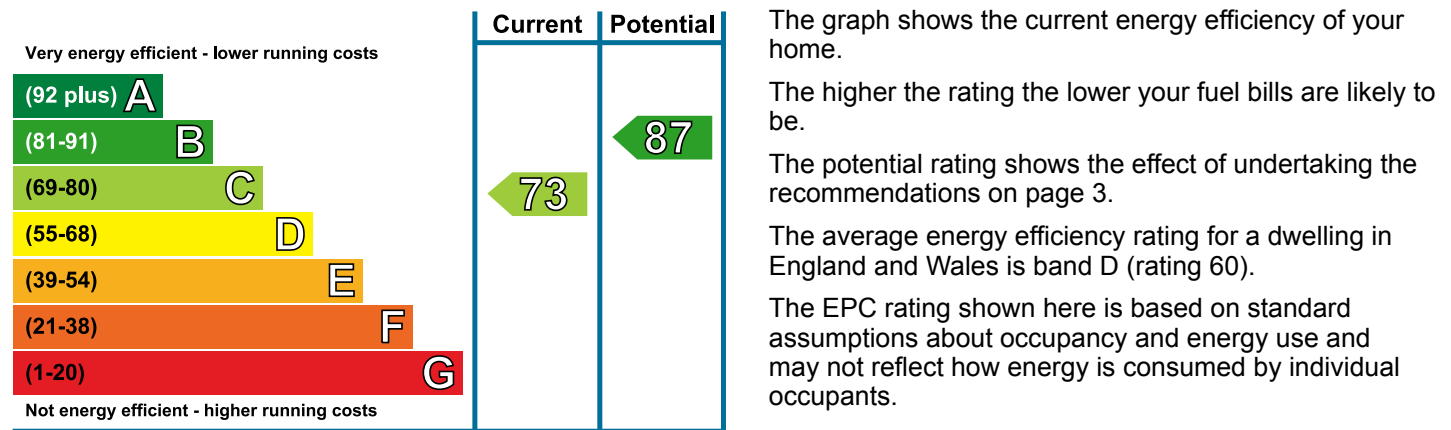 Current Potential
Very energy efficient - lower running costs
(92 plus) A
(81-91) B
87
(69-80) C
73
(55-68) D
(39-54) E
(21-38) F
(1-20) G
Not energy efficient - higher running costs
The graph shows the current energy efficiency of your
home.
The higher the rating the lower your fuel bills are likely to
be.
The potential rating shows the effect of undertaking the
recommendations on page 3.
The average energy efficiency rating for a dwelling in
England and Wales is band D (rating 60).
The EPC rating shown here is based on standard
assumptions about occupancy and energy use and
may not reflect how energy is consumed by individual
occupants.